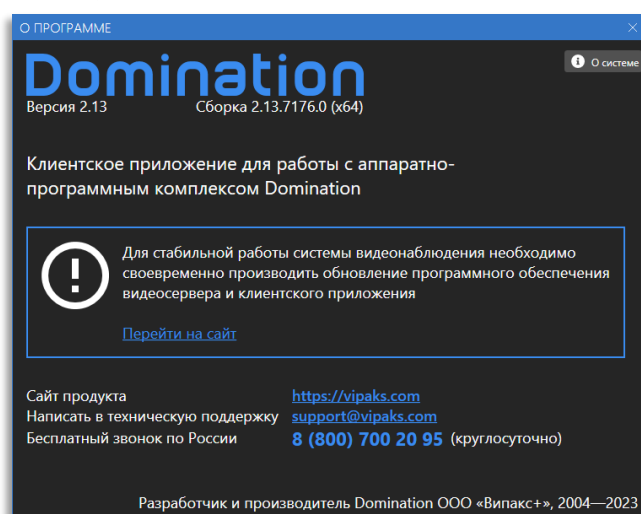 О ПРОГРАММЕ
Domination
О системе
Версия 2.13 Сборка 2.13.7176.0 (x64)
Клиентское приложение для работы с аппаратно-
программным комплексом Domination
Для стабильной работы системы видеонаблюдения необходимо
своевременно производить обновление программного обеспечения
видеосервера и клиентского приложения
Перейти на сайт
Сайт продукта https://vipaks.com
Написать в техническую поддержку support@vipaks.com
Бесплатный звонок по России 8 (800) 700 20 95 (круглосуточно)
Разработчик и производитель Domination ООО «Випакс+», 2004—2023